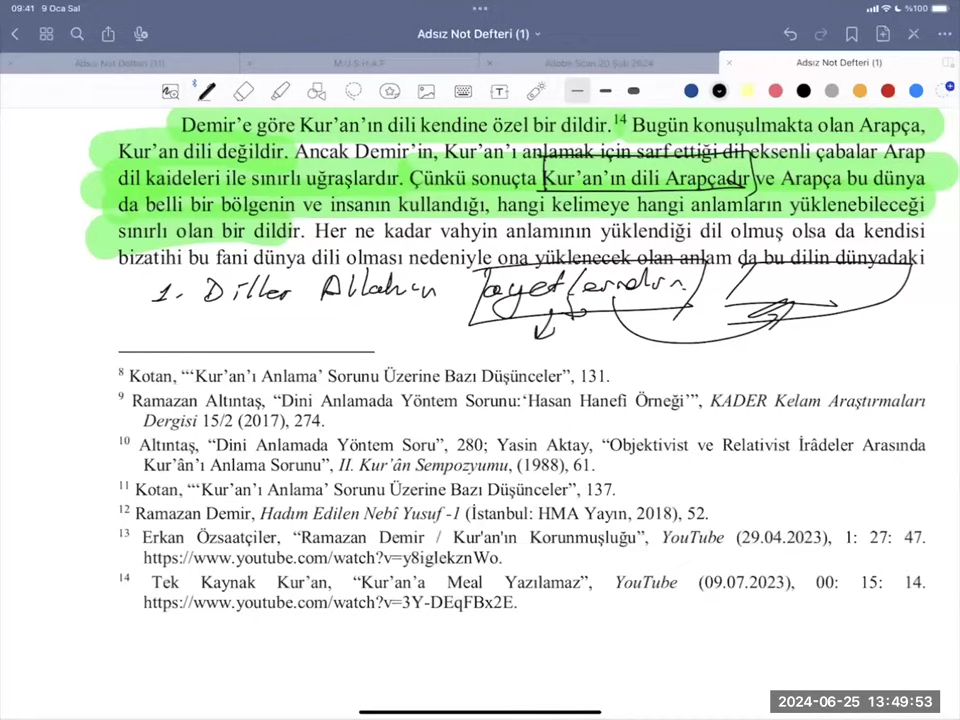 09:41 9 Oca Sal
%100
Adsız Not Defteri (1)
Adsız Not Defteri (11)
M.U.S.H.A.F
Adobe Scan 20 Şub 2024
Adsız Not Defteri (1)
Demir’e göre Kur’an’ın dili kendine özel bir dildir.14 Bugün konuşulmakta olan Arapça,
Kur’an dili değildir. Ancak Demir’in, Kur’an’ı anlamak için sarf ettiği dil eksenli çabalar Arap
dil kaideleri ile sınırlı uğraşlardır. Çünkü sonuçta Kur’an’ın dili Arapçadır ve Arapça bu dünya
da belli bir bölgenin ve insanın kullandığı, hangi kelimeye hangi anlamların yüklenebileceği
sınırlı olan bir dildir. Her ne kadar vahyin anlamının yüklendiği dil olmuş olsa da kendisi
bizatihi bu fani dünya dili olması nedeniyle ona yüklenecek olan anlam da bu dilin dünyadaki
1. Diller Allahın ayet
8 Kotan, “‘Kur’an’ı Anlama’ Sorunu Üzerine Bazı Düşünceler”, 131.
9 Ramazan Altıntaş, “Dini Anlamada Yöntem Sorunu:‘Hasan Hanefî Örneği’”, KADER Kelam Araştırmaları
Dergisi 15/2 (2017), 274.
10 Altıntaş, “Dini Anlamada Yöntem Soru”, 280; Yasin Aktay, “Objektivist ve Relativist İrâdeler Arasında
Kur’ân’ı Anlama Sorunu”, II. Kur’ân Sempozyumu, (1988), 61.
11 Kotan, “‘Kur’an’ı Anlama’ Sorunu Üzerine Bazı Düşünceler”, 137.
12 Ramazan Demir, Hadım Edilen Nebî Yusuf -1 (İstanbul: HMA Yayın, 2018), 52.
13 Erkan Özsaatçiler, “Ramazan Demir / Kur'an'ın Korunmuşluğu”, YouTube (29.04.2023), 1: 27: 47.
https://www.youtube.com/watch?v=y8iglekznWo.
14 Tek Kaynak Kur’an, “Kur’an’a Meal Yazılamaz”, YouTube (09.07.2023), 00: 15: 14.
https://www.youtube.com/watch?v=3Y-DEqFBx2E.
2024-06-25 13:49:53